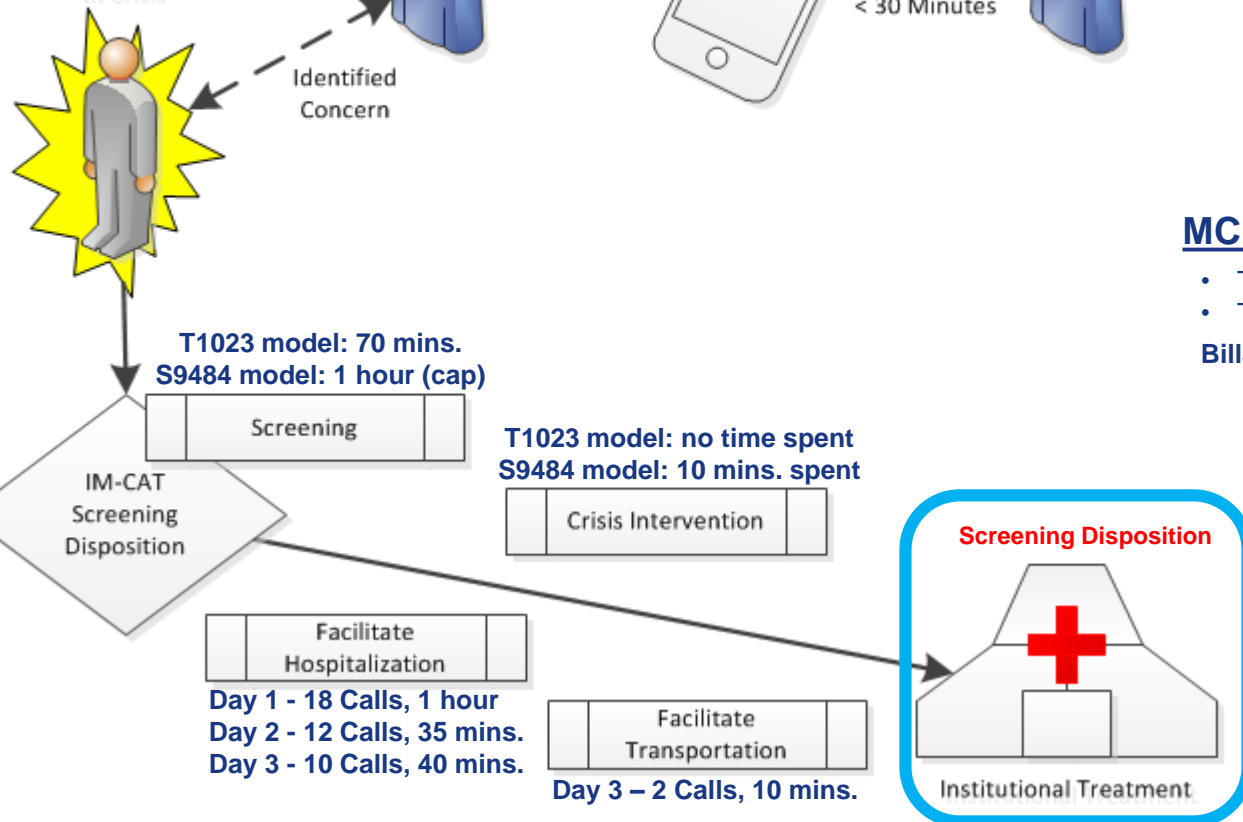 in Crisis
< 30 Minutes
Identified
Concern
MC
T1023 model: 70 mins.
S9484 model: 1 hour (cap)
Screening
T1023 model: no time spent
S9484 model: 10 mins. spent
IM-CAT
Screening
Disposition
Crisis Intervention
Screening Disposition
Facilitate
Hospitalization
Day 1 - 18 Calls, 1 hour
Day 2 - 12 Calls, 35 mins.
Day 3 - 10 Calls, 40 mins.
Facilitate
Transportation
Day 3 – 2 Calls, 10 mins.
Institutional Treatment